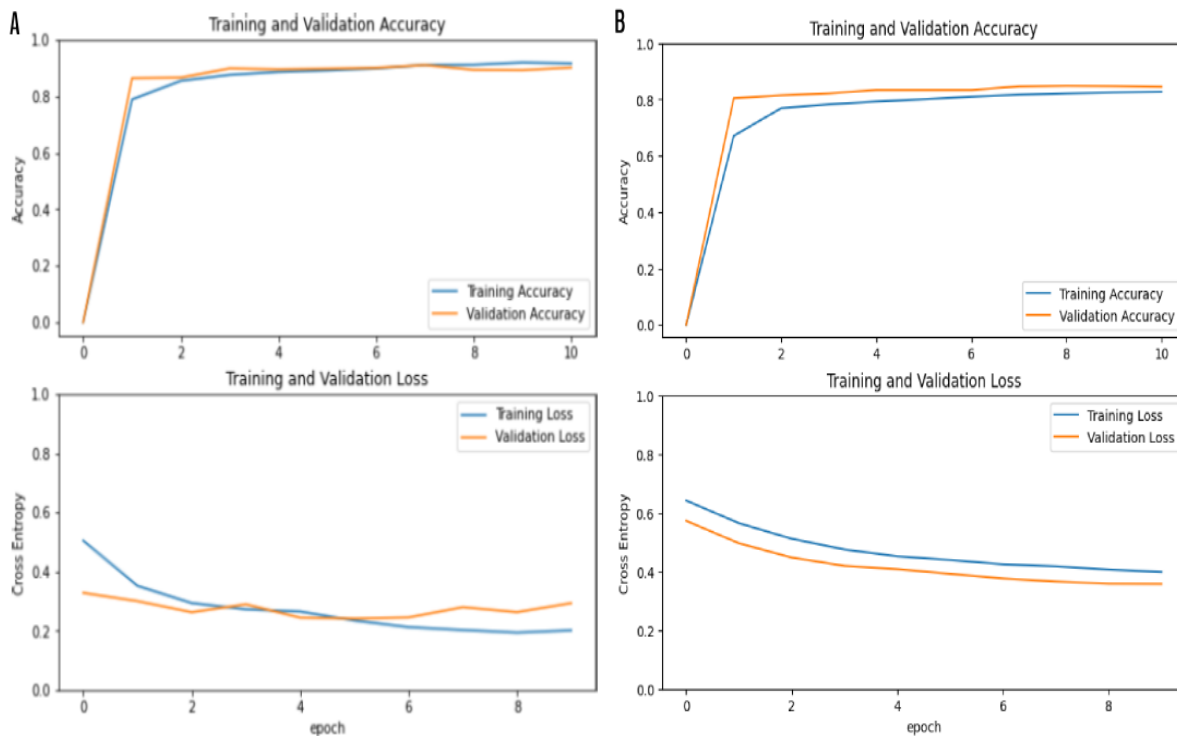 A
Training and Validation Accuracy
1.0
0.8
0.6
0.4
0.2
0.0
Accuracy
Training Accuracy
Validation Accuracy
0 2 4 6 8 10
Training and Validation Loss
1.0
0.8
0.6
0.4
0.2
0.0
Cross Entropy
Training Loss
Validation Loss
0 2 4 6 8
epoch
B
Training and Validation Accuracy
1.0
0.8
0.6
0.4
0.2
0.0
Accuracy
Training Accuracy
Validation Accuracy
0 2 4 6 8 10
Training and Validation Loss
1.0
0.8
0.6
0.4
0.2
0.0
Cross Entropy
Training Loss
Validation Loss
0 2 4 6 8
epoch